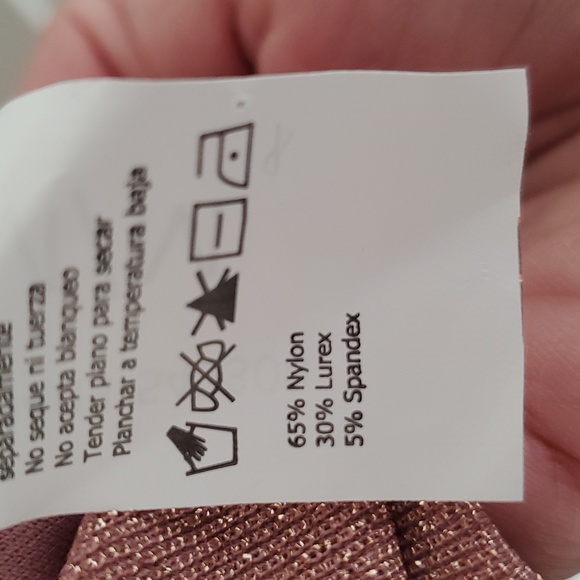 separadamente
No seque ni tuerza
No acepta blanqueo
Tender plano para secar
Planchar a temperatura baja
65% Nylon
30% Lurex
5% Spandex